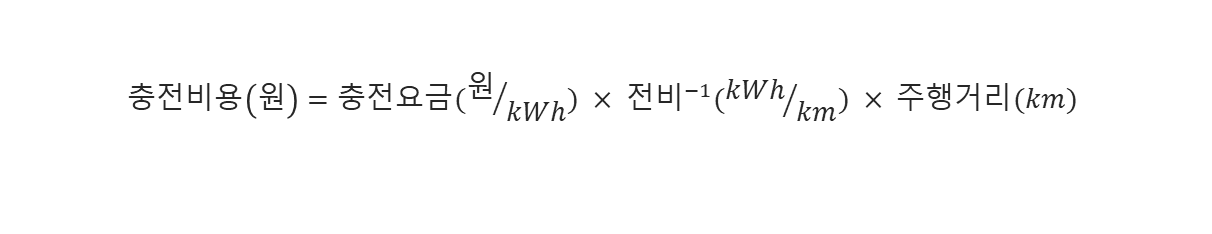 충전비용(원) = 충전요금(원/kWh) × 전비⁻¹(kWh/km) × 주행거리(km)